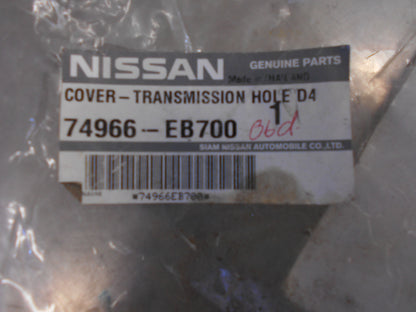 NISSAN GENUINE PARTS
Made in THAILAND
COVER-TRANSMISSION HOLE D4
1
74966-EB700
SIAM NISSAN AUTOMOBILE CO.,LTD.
*74966EB700*